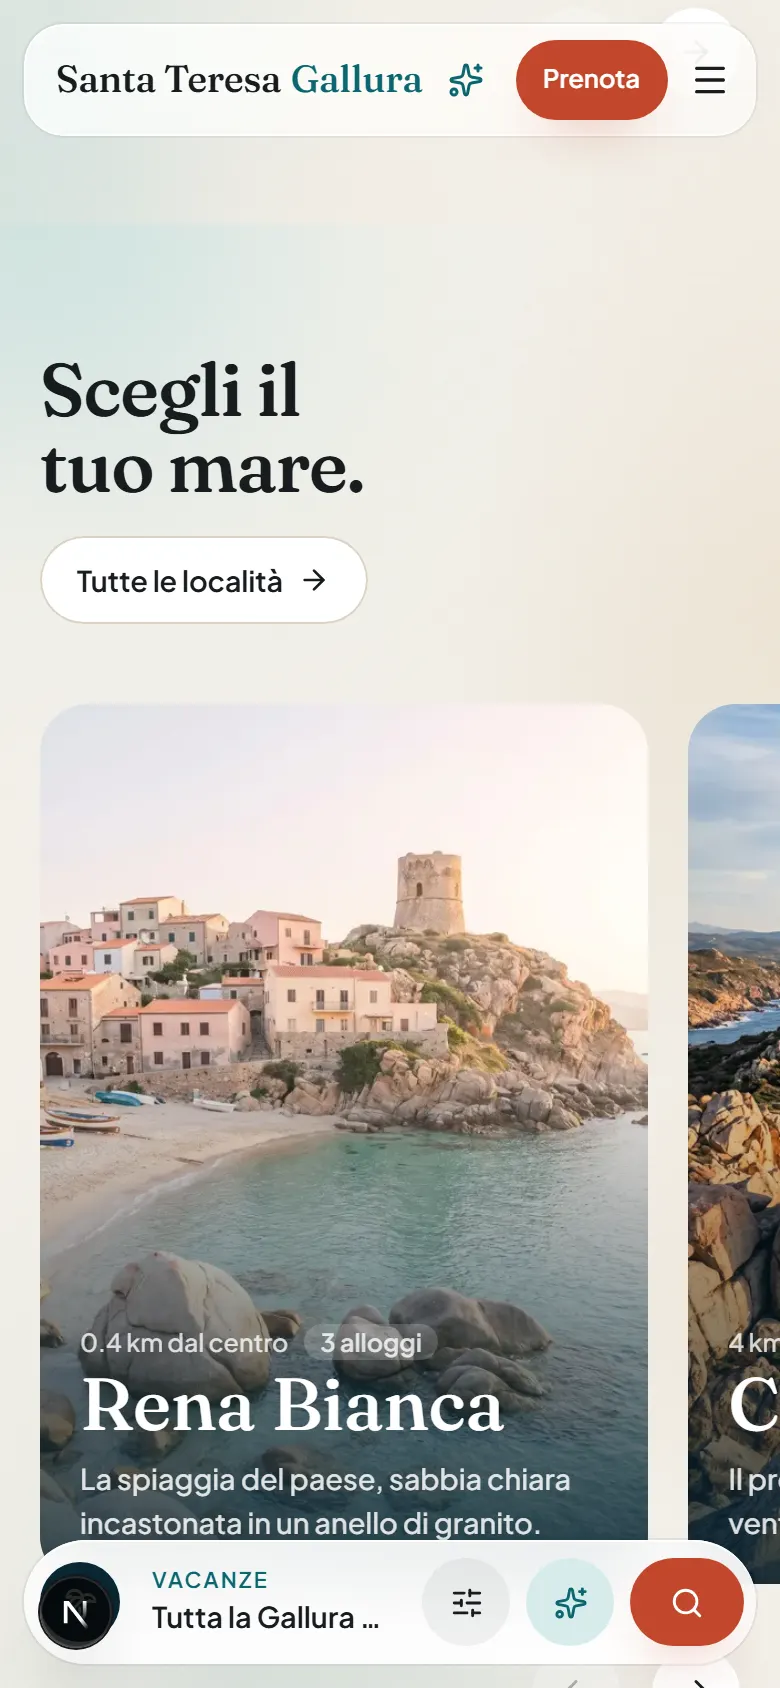 Santa Teresa Gallura
Prenota
Scegli il
tuo mare.
Tutte le località
0.4 km dal centro
3 alloggi
Rena Bianca
La spiaggia del paese, sabbia chiara
incastonata in un anello di granito.
4 km
C
Il
N
VACANZE
Tutta la Gallura ...